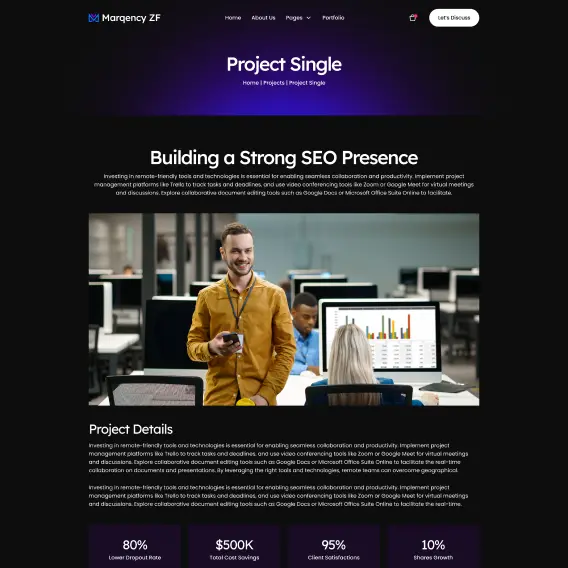 Marqency ZF
Home About Us Pages Portfolio
Let's Discuss
Project Single
Home | Projects | Project Single
Building a Strong SEO Presence
Investing in remote-friendly tools and technologies is essential for enabling seamless collaboration and productivity. Implement project
management platforms like Trello to track tasks and deadlines, and use video conferencing tools like Zoom or Google Meet for virtual meetings
and discussions. Explore collaborative document editing tools such as Google Docs or Microsoft Office Suite Online to facilitate.
Project Details
Investing in remote-friendly tools and technologies is essential for enabling seamless collaboration and productivity. Implement project
management platforms like Trello to track tasks and deadlines, and use video conferencing tools like Zoom or Google Meet for virtual meetings
and discussions. Explore collaborative document editing tools such as Google Docs or Microsoft Office Suite Online to facilitate the real-time
collaboration on documents and presentations. By leveraging the right tools and technologies, remote teams can overcome geographical.
Investing in remote-friendly tools and technologies is essential for enabling seamless collaboration and productivity. Implement project
management platforms like Trello to track tasks and deadlines, and use video conferencing tools like Zoom or Google Meet for virtual meetings
and discussions. Explore collaborative document editing tools such as Google Docs or Microsoft Office Suite Online to facilitate the real-time.
80% $500K 95% 10%
Lower Dropout Rate Total Cost Savings Client Satisfactions Shares Growth